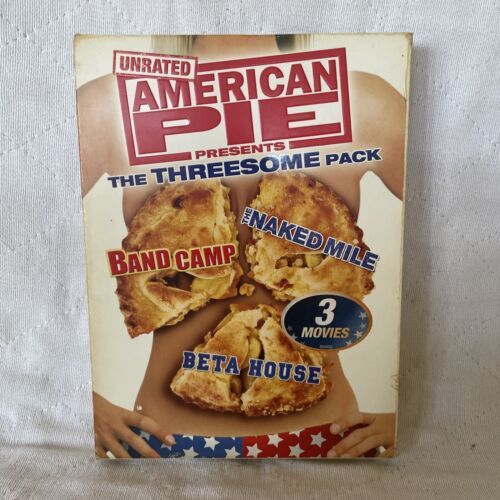 UNRATED
AMERICAN
PIE
PRESENTS
THE THREESOME PACK
BAND CAMP
THE NAKED MILE
3
MOVIES
BETA HOUSE